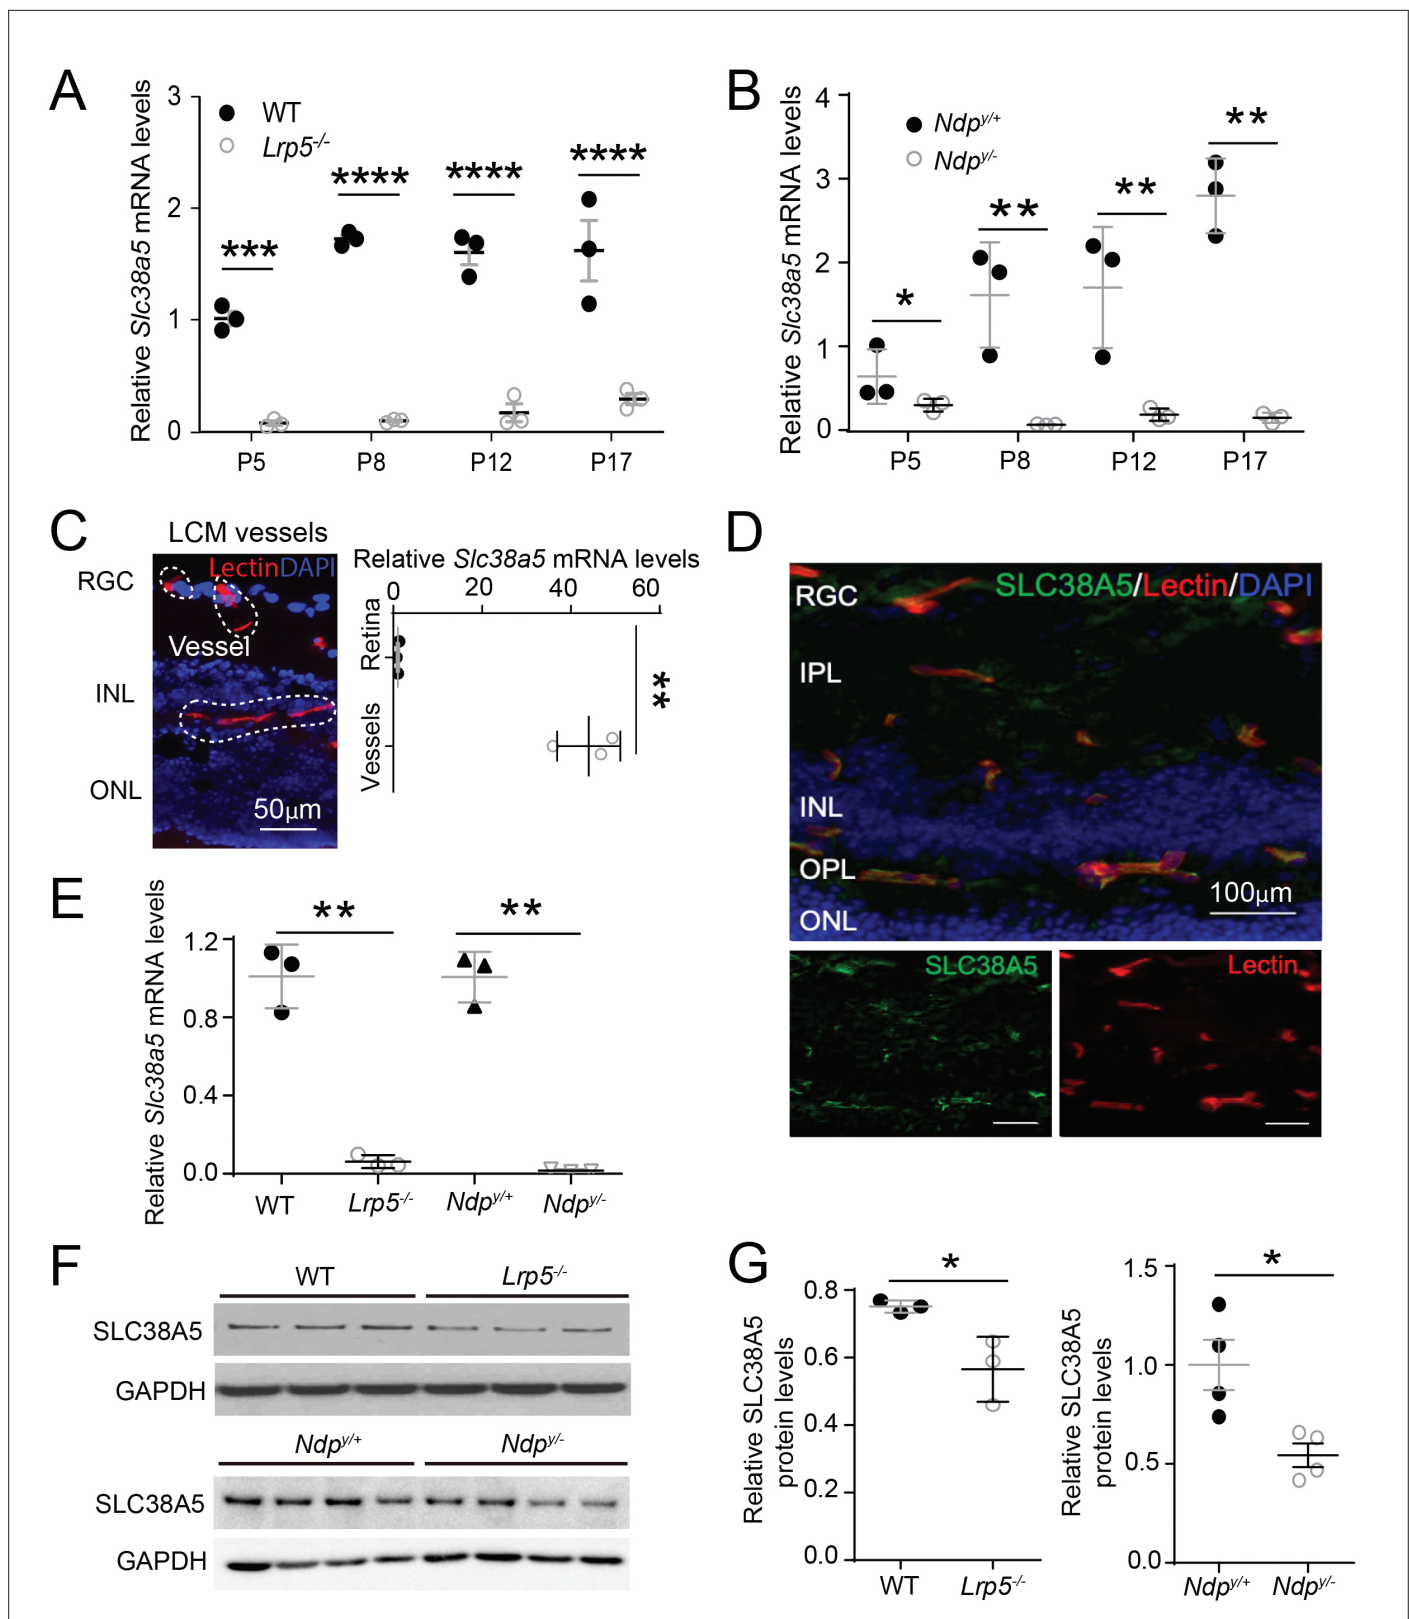 A
Relative Slc38a5 mRNA levels
3
2
1
0
WT
Lrp5-/-
***
****
****
****
P5
P8
P12
P17
B
Relative Slc38a5 mRNA levels
4
3
2
1
0
Ndpy/+
Ndpy/-
*
**
**
**
P5
P8
P12
P17
C
LCM vessels
RGC
INL
ONL
LectinDAPI
Vessel
50µm
Relative Slc38a5 mRNA levels
0
20
40
60
Retina
Vessels
**
D
SLC38A5/Lectin/DAPI
RGC
IPL
INL
OPL
ONL
100µm
SLC38A5
Lectin
E
Relative Slc38a5 mRNA levels
1.2
0.8
0.4
0.0
**
**
WT
Lrp5-/-
Ndpy/+
Ndpy/-
F
WT
Lrp5-/-
SLC38A5
GAPDH
Ndpy/+
Ndpy/-
SLC38A5
GAPDH
G
Relative SLC38A5
protein levels
0.8
0.6
0.4
0.2
0.0
*
WT
Lrp5-/-
Relative SLC38A5
protein levels
1.5
1.0
0.5
0.0
*
Ndpy/+
Ndpy/-